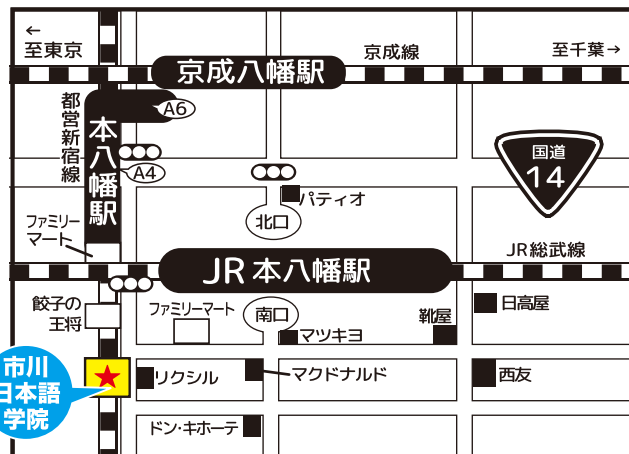 ←
至東京
京成八幡駅
京成線
至千葉→
都営新宿線
本八幡駅
A6
A4
国道
14
パティオ
北口
ファミリー
マート
JR本八幡駅
JR総武線
餃子の
王将
ファミリーマート
南口
マツキヨ
靴屋
日高屋
市川
日本語
学院
リクシル
マクドナルド
西友
ドン・キホーテ